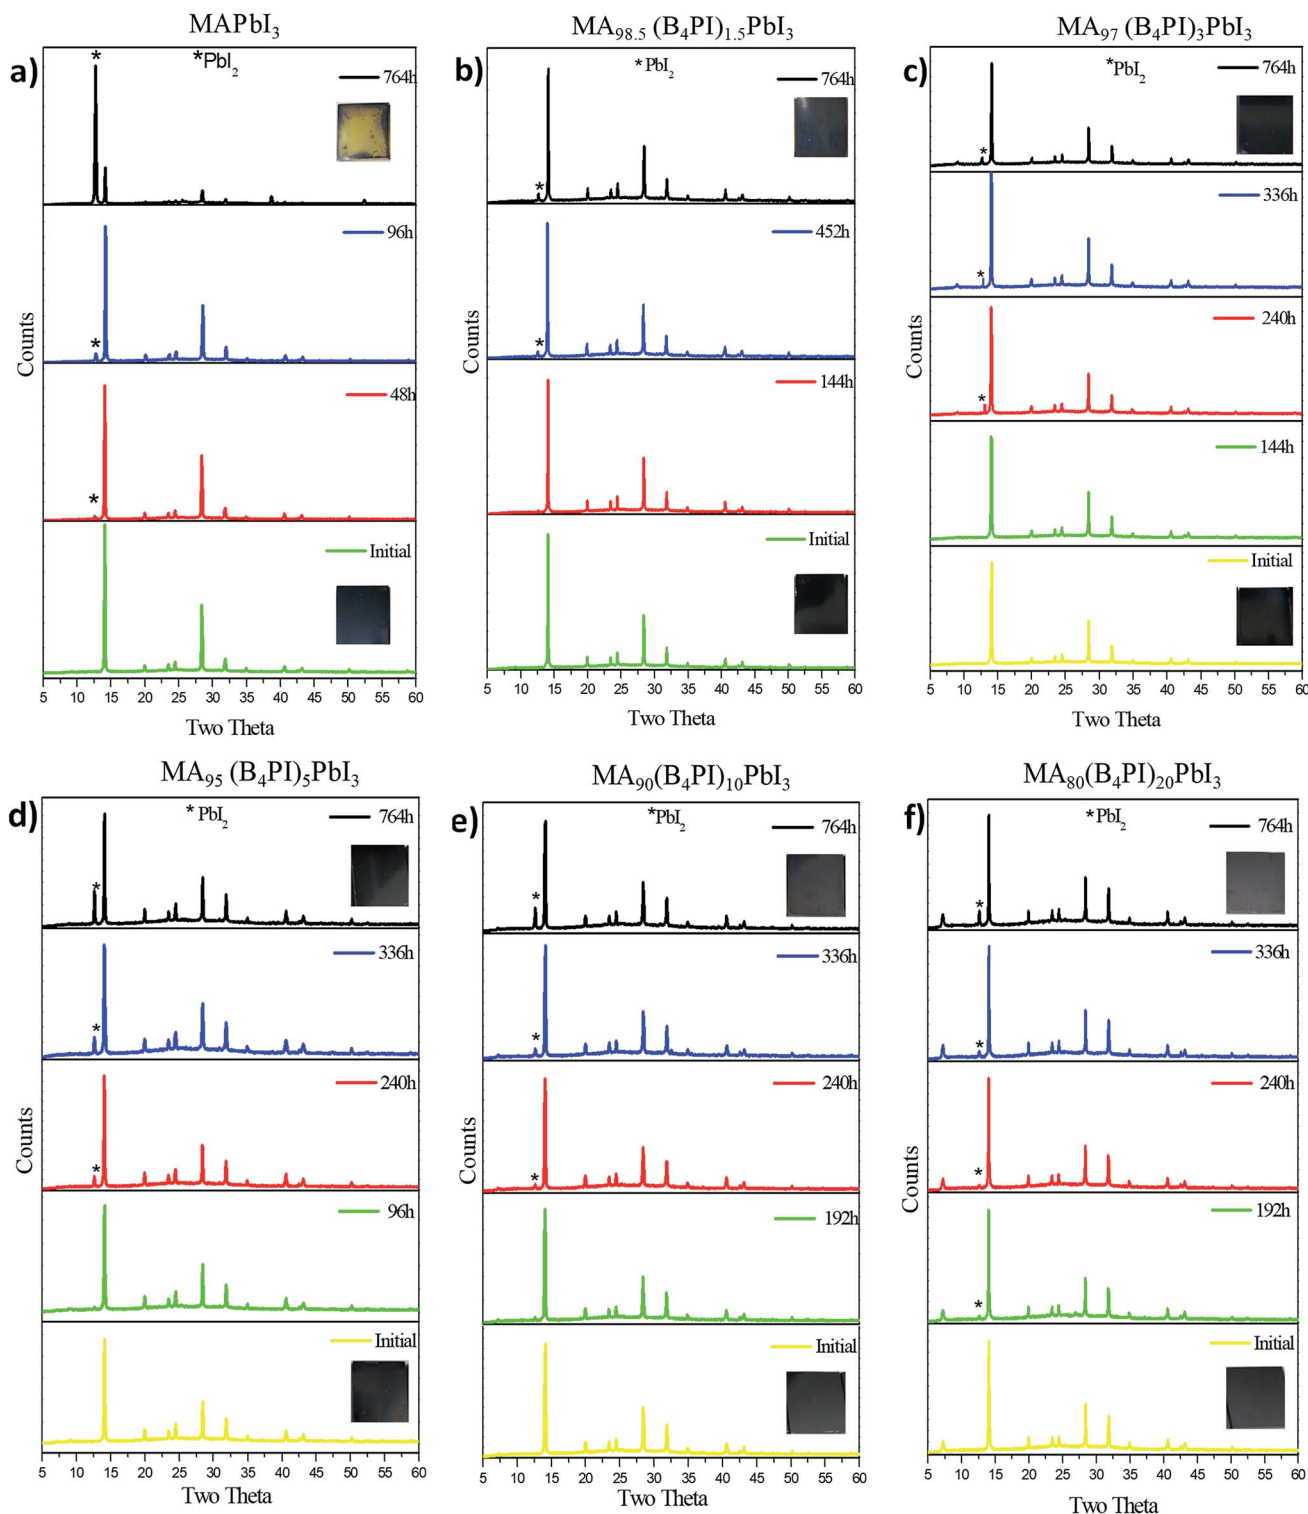 MAPbI₃
a)
*
*PbI₂
764h
96h
*
48h
*
Initial
Counts
5 10 15 20 25 30 35 40 45 50 55 60
Two Theta
MA₉₈.₅ (B₄PI)₁.₅PbI₃
b)
*PbI₂
764h
*
452h
*
144h
Initial
5 10 15 20 25 30 35 40 45 50 55 60
Two Theta
MA₉₇ (B₄PI)₃PbI₃
c)
*PbI₂
764h
*
336h
*
240h
*
144h
Initial
Counts
5 10 15 20 25 30 35 40 45 50 55 60
Two Theta
MA₉₅ (B₄PI)₅PbI₃
d)
*PbI₂
764h
*
336h
*
240h
*
96h
Initial
Counts
5 10 15 20 25 30 35 40 45 50 55 60
Two Theta
MA₉₀(B₄PI)₁₀PbI₃
e)
*PbI₂
764h
*
336h
*
240h
*
192h
Initial
Counts
5 10 15 20 25 30 35 40 45 50 55 60
Two Theta
MA₈₀(B₄PI)₂₀PbI₃
f)
*PbI₂
764h
*
336h
*
240h
*
192h
*
Initial
Counts
5 10 15 20 25 30 35 40 45 50 55 60
Two Theta